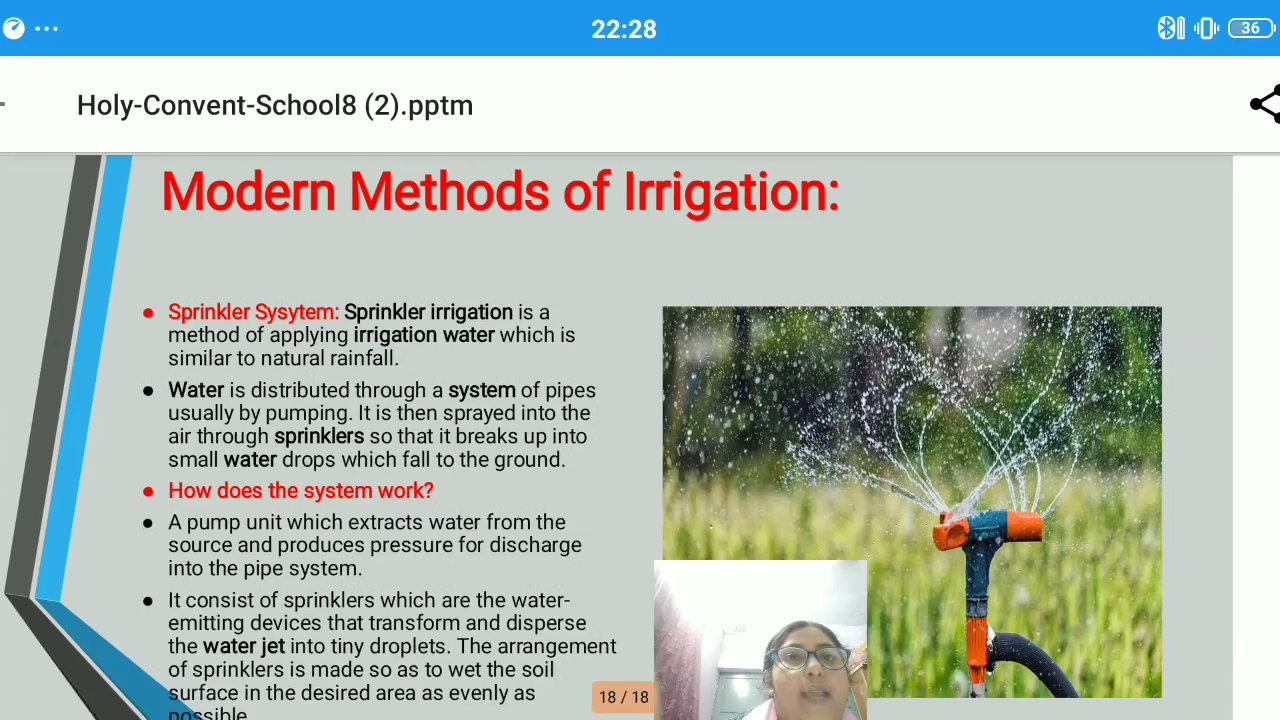 22:28
36
Holy-Convent-School8 (2).pptm
Modern Methods of Irrigation:
Sprinkler Sysytem: Sprinkler irrigation is a
method of applying irrigation water which is
similar to natural rainfall.
Water is distributed through a system of pipes
usually by pumping. It is then sprayed into the
air through sprinklers so that it breaks up into
small water drops which fall to the ground.
How does the system work?
A pump unit which extracts water from the
source and produces pressure for discharge
into the pipe system.
It consist of sprinklers which are the water-
emitting devices that transform and disperse
the water jet into tiny droplets. The arrangement
of sprinklers is made so as to wet the soil
surface in the desired area as evenly as
possible
18 / 18